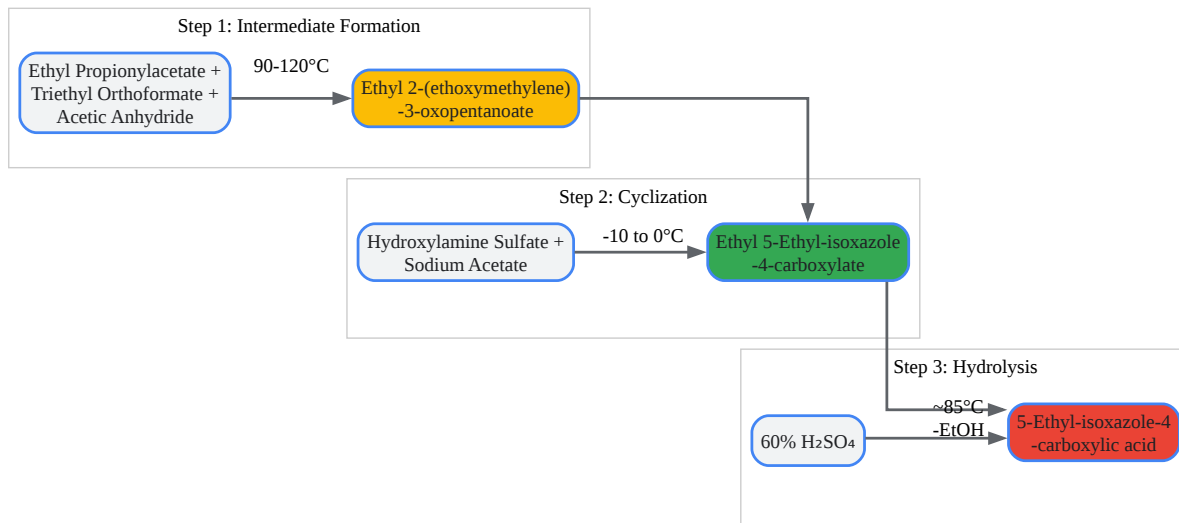 Step 1: Intermediate Formation
Ethyl Propionylacetate +
Triethyl Orthoformate +
Acetic Anhydride
90-120°C
Ethyl 2-(ethoxymethylene)
-3-oxopentanoate
Step 2: Cyclization
Hydroxylamine Sulfate +
Sodium Acetate
-10 to 0°C
Ethyl 5-Ethyl-isoxazole
-4-carboxylate
Step 3: Hydrolysis
60% H₂SO₄
~85°C
-EtOH
5-Ethyl-isoxazole-4
-carboxylic acid